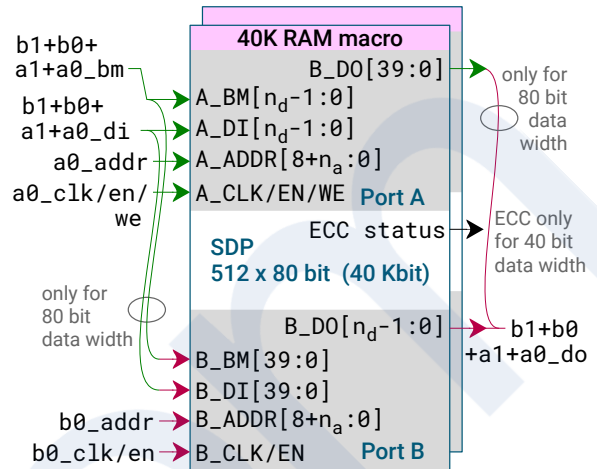 40K RAM macro
b1+b0+
a1+a0_bm
B_DO[39:0]
only for
80 bit
data
width
A_BM[nd-1:0]
b1+b0+
a1+a0_di
A_DI[nd-1:0]
a0_addr
A_ADDR[8+na:0]
a0_clk/en/
we
A_CLK/EN/WE
Port A
ECC status
ECC only
for 40 bit
data width
SDP
512 x 80 bit (40 Kbit)
only for
80 bit
data width
B_DO[nd-1:0]
b1+b0
+a1+a0_do
B_BM[39:0]
B_DI[39:0]
b0_addr
B_ADDR[8+na:0]
b0_clk/en
B_CLK/EN
Port B